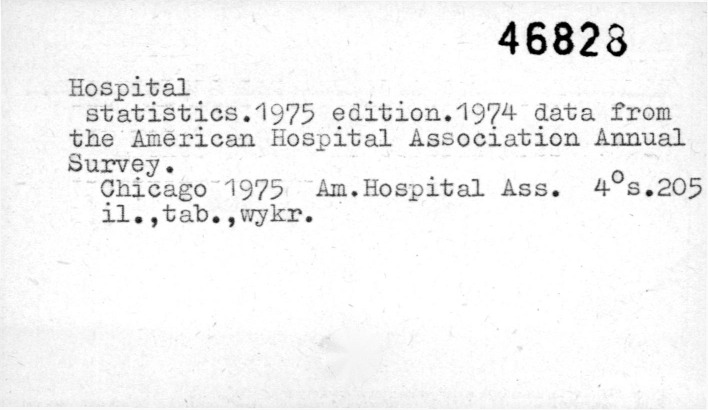 46828
Hospital
statistics.1975 edition.1974 data from
the American Hospital Association Annual
Survey.
Chicago 1975 Am.Hospital Ass. 4⁰s.205
il.,tab.,wykr.